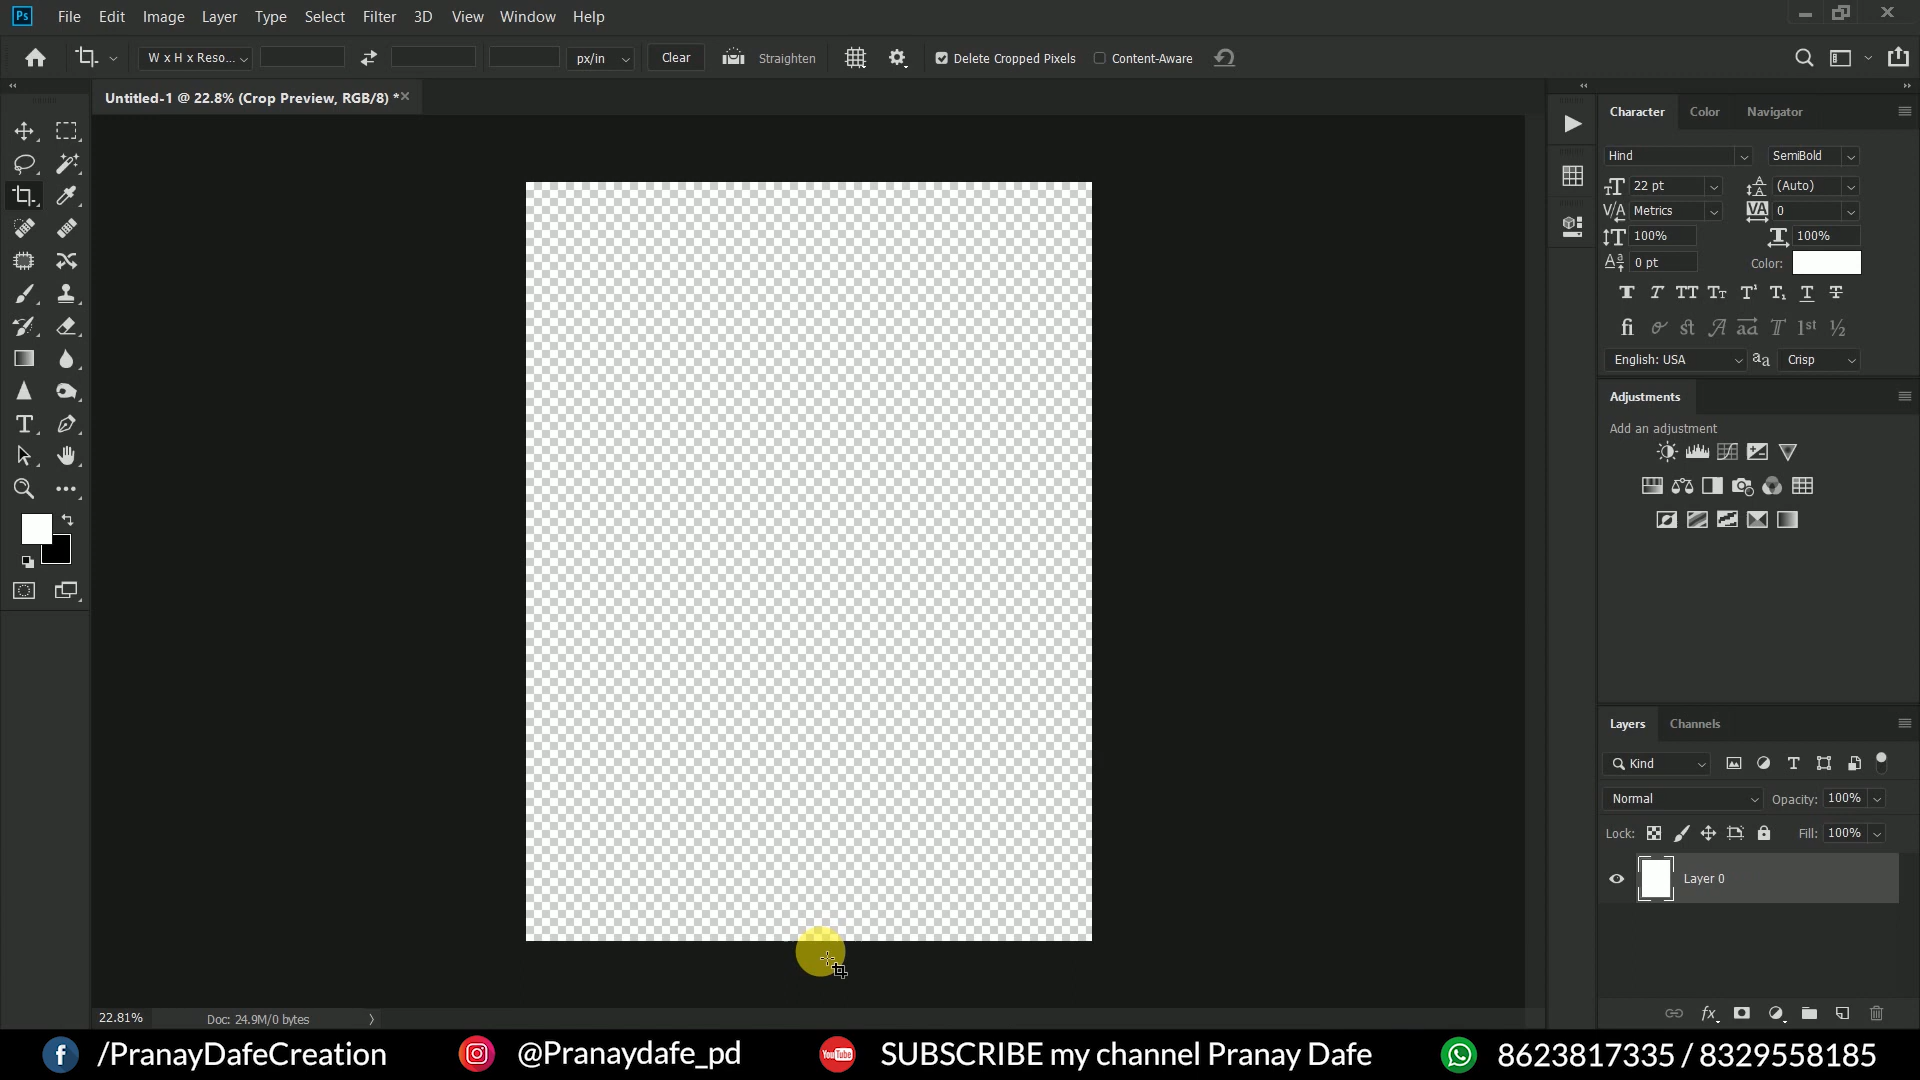 Ps File Edit Image Layer Type Select Filter 3D View Window Help
W x H x Reso... px/in Clear Straighten Delete Cropped Pixels Content-Aware
Untitled-1 @ 22.8% (Crop Preview, RGB/8) *
Character Color Navigator
Hind SemiBold
22 pt (Auto)
Metrics 0
100% 100%
0 pt Color:
English: USA Crisp
Adjustments
Add an adjustment
Layers Channels
Kind
Normal Opacity: 100%
Lock: Fill: 100%
Layer 0
22.81% Doc: 24.9M/0 bytes
/PranayDafeCreation @Pranaydafe_pd YouTube SUBSCRIBE my channel Pranay Dafe 8623817335 / 8329558185